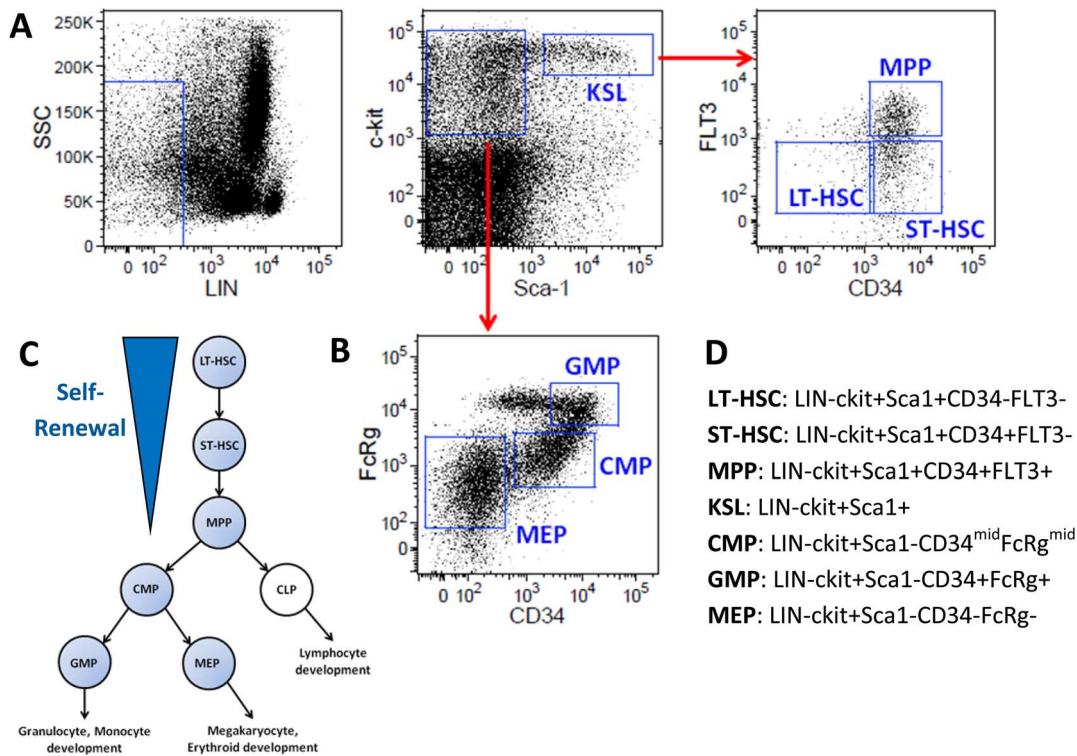 A
SSC
250K
200K
150K
100K
50K
0
0 10² 10³ 10⁴ 10⁵
LIN
c-kit
10⁵
10⁴
10³
10²
0
KSL
0 10² 10³ 10⁴ 10⁵
Sca-1
FLT3
10⁵
10⁴
10³
10²
0
MPP
LT-HSC
ST-HSC
0 10² 10³ 10⁴ 10⁵
CD34
C
Self-
Renewal
LT-HSC
ST-HSC
MPP
CMP
CLP
GMP
MEP
Lymphocyte
development
Granulocyte, Monocyte
development
Megakaryocyte,
Erythroid development
B
FcRg
10⁵
10⁴
10³
10²
0
GMP
CMP
MEP
0 10² 10³ 10⁴ 10⁵
CD34
D
LT-HSC: LIN-ckit+Sca1+CD34-FLT3-
ST-HSC: LIN-ckit+Sca1+CD34+FLT3-
MPP: LIN-ckit+Sca1+CD34+FLT3+
KSL: LIN-ckit+Sca1+
CMP: LIN-ckit+Sca1-CD34ᵐⁱᵈFcRgᵐⁱᵈ
GMP: LIN-ckit+Sca1-CD34+FcRg+
MEP: LIN-ckit+Sca1-CD34-FcRg-